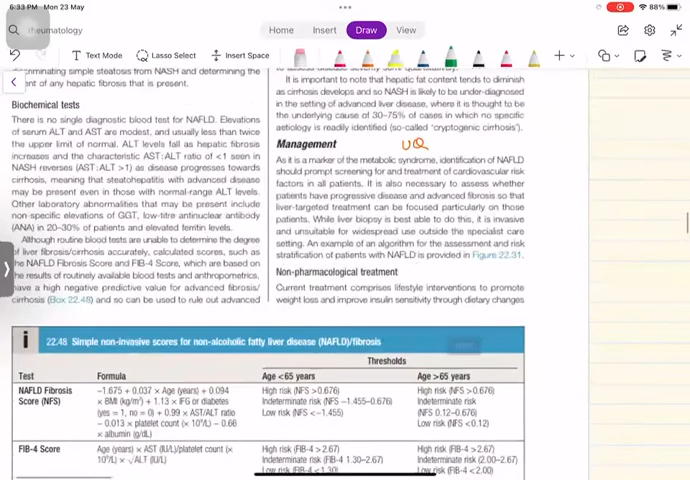 6:33 PM Mon 23 May
88%
rheumatology
Home
Insert
Draw
View
Text Mode
Lasso Select
Insert Space
discriminating simple steatosis from NASH and determining the
of any hepatic fibrosis that is present.
Biochemical tests
There is no single diagnostic blood test for NAFLD. Elevations
of serum ALT and AST are modest, and usually less than twice
the upper limit of normal. ALT levels fall as hepatic fibrosis
increases and the characteristic AST:ALT ratio of <1 seen in
NASH reverses (AST:ALT >1) as disease progresses towards
cirrhosis, meaning that steatohepatitis with advanced disease
may be present even in those with normal-range ALT levels.
Other laboratory abnormalities that may be present include
non-specific elevations of GGT, low-titre antinuclear antibody
(ANA) in 20–30% of patients and elevated ferritin levels.
Although routine blood tests are unable to determine the degree
of liver fibrosis/cirrhosis accurately, calculated scores, such as
the NAFLD Fibrosis Score and FIB-4 Score, which are based on
the results of routinely available blood tests and anthropometrics,
have a high negative predictive value for advanced fibrosis/
cirrhosis (Box 22.48) and so can be used to rule out advanced
It is important to note that hepatic fat content tends to diminish
as cirrhosis develops and so NASH is likely to be under-diagnosed
in the setting of advanced liver disease, where it is thought to be
the underlying cause of 30–75% of cases in which no specific
aetiology is readily identified (so-called 'cryptogenic cirrhosis').
Management
UQ
As it is a marker of the metabolic syndrome, identification of NAFLD
should prompt screening for and treatment of cardiovascular risk
factors in all patients. It is also necessary to assess whether
patients have progressive disease and advanced fibrosis so that
liver-targeted treatment can be focused particularly on those
patients. While liver biopsy is best able to do this, it is invasive
and unsuitable for widespread use outside the specialist care
setting. An example of an algorithm for the assessment and risk
stratification of patients with NAFLD is provided in Figure 22.31.
Non-pharmacological treatment
Current treatment comprises lifestyle interventions to promote
weight loss and improve insulin sensitivity through dietary changes
i 22.48 Simple non-invasive scores for non-alcoholic fatty liver disease (NAFLD)/fibrosis
Thresholds
Test Formula Age <65 years Age >65 years
NAFLD Fibrosis −1.675 + 0.037 × Age (years) + 0.094 High risk (NFS >0.676) High risk (NFS >0.676)
Score (NFS) × BMI (kg/m²) + 1.13 × FG or diabetes Indeterminate risk (NFS −1.455–0.676) Indeterminate risk
(yes = 1, no = 0) + 0.99 × AST/ALT ratio Low risk (NFS <−1.455) (NFS 0.12–0.676)
− 0.013 × platelet count (× 10⁹/L) − 0.66 Low risk (NFS <0.12)
× albumin (g/dL)
FIB-4 Score Age (years) × AST (IU/L)/platelet count (× High risk (FIB-4 >2.67) High risk (FIB-4 >2.67)
10⁹/L) × √ALT (IU/L) Indeterminate risk (FIB-4 1.30–2.67) Indeterminate risk (2.00–2.67)
Low risk (FIB-4 <1.30) Low risk (FIB-4 <2.00)